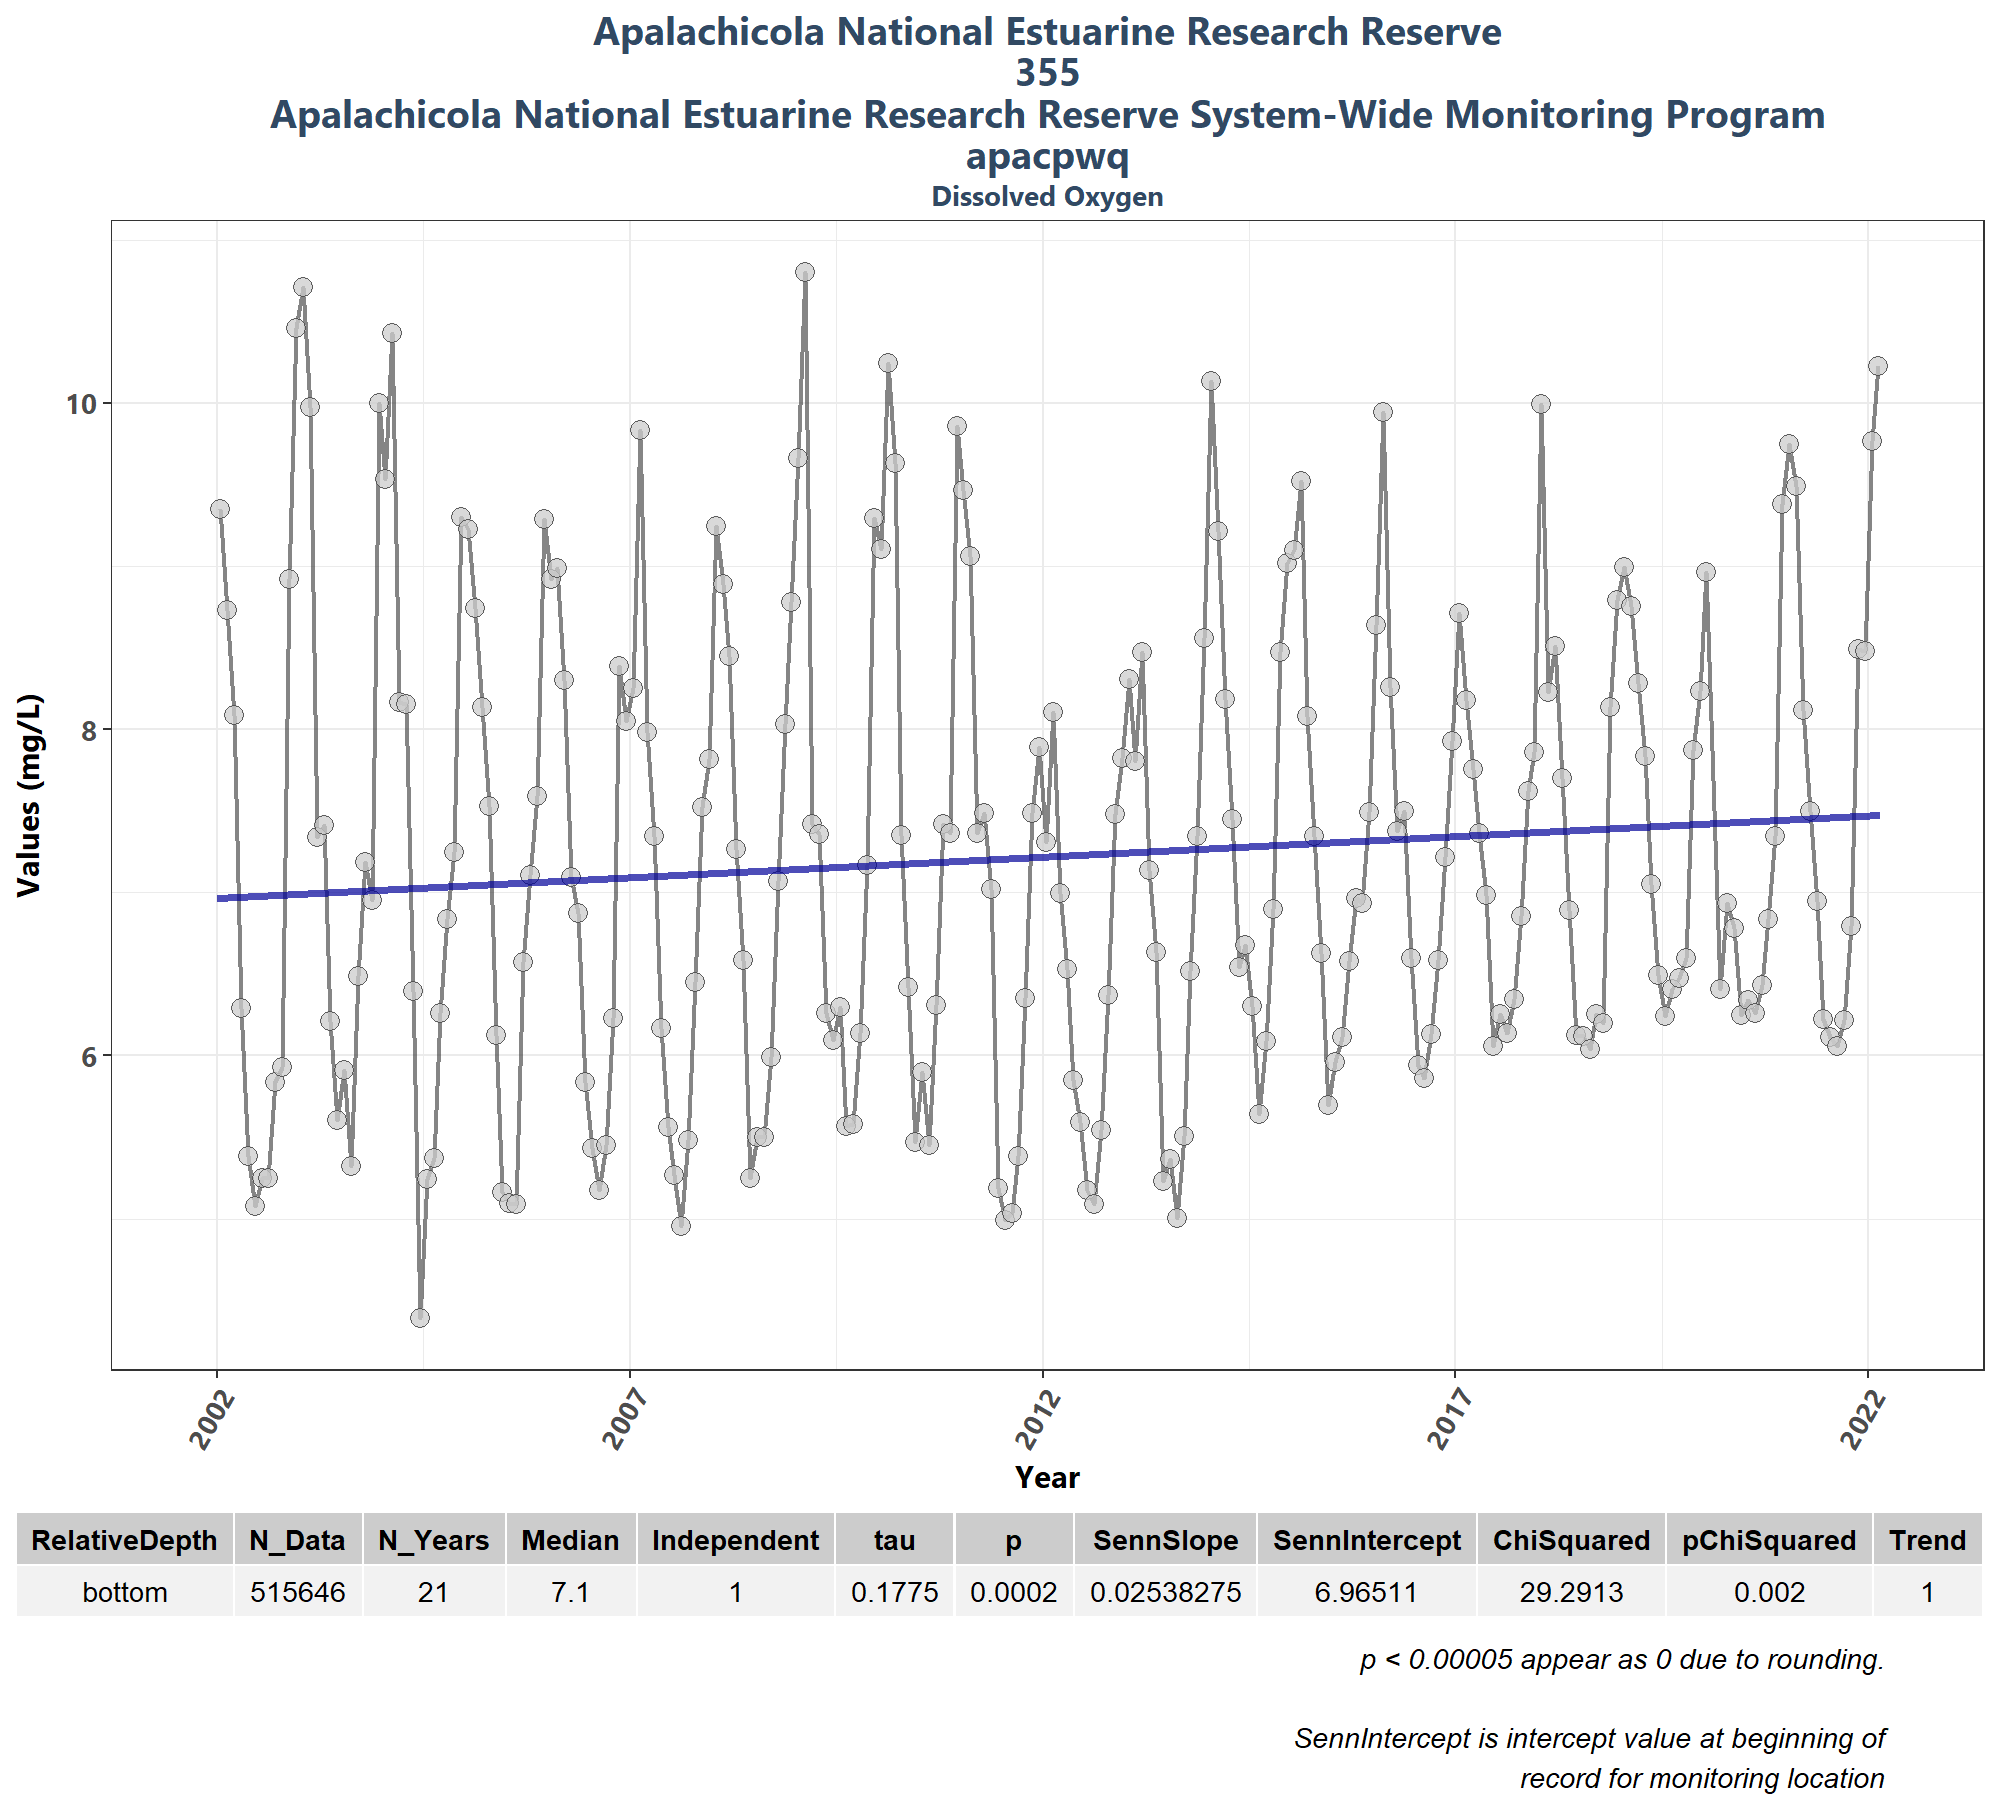 Apalachicola National Estuarine Research Reserve
355
Apalachicola National Estuarine Research Reserve System-Wide Monitoring Program
apacpwq
Dissolved Oxygen
Values (mg/L)
10
8
6
2002
2007
2012
2017
2022
Year
RelativeDepth N_Data N_Years Median Independent tau p SennSlope SennIntercept ChiSquared pChiSquared Trend
bottom 515646 21 7.1 1 0.1775 0.0002 0.02538275 6.96511 29.2913 0.002 1
p < 0.00005 appear as 0 due to rounding.
SennIntercept is intercept value at beginning of
record for monitoring location